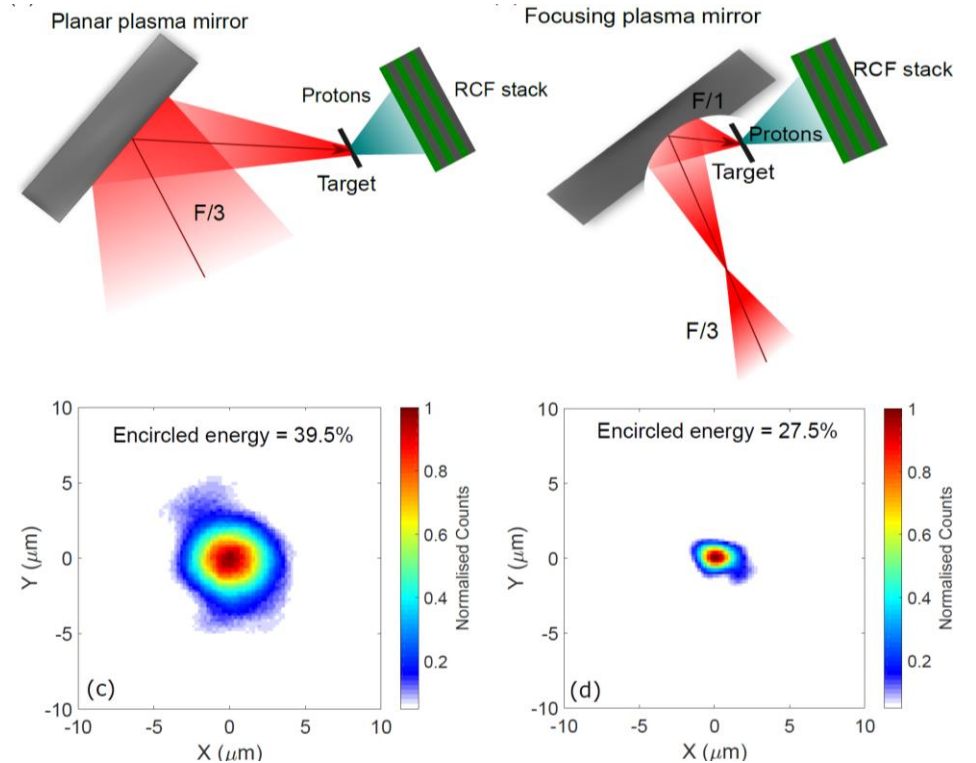 Planar plasma mirror
Protons
RCF stack
Target
F/3
Focusing plasma mirror
F/1
RCF stack
Protons
Target
F/3
Encircled energy = 39.5%
10
5
0
-5
-10
Y (μm)
-10
-5
0
5
10
X (μm)
(c)
1
0.8
0.6
0.4
0.2
Normalised Counts
Encircled energy = 27.5%
10
5
0
-5
-10
Y (μm)
-10
-5
0
5
10
X (μm)
(d)
1
0.8
0.6
0.4
0.2
Normalised Counts